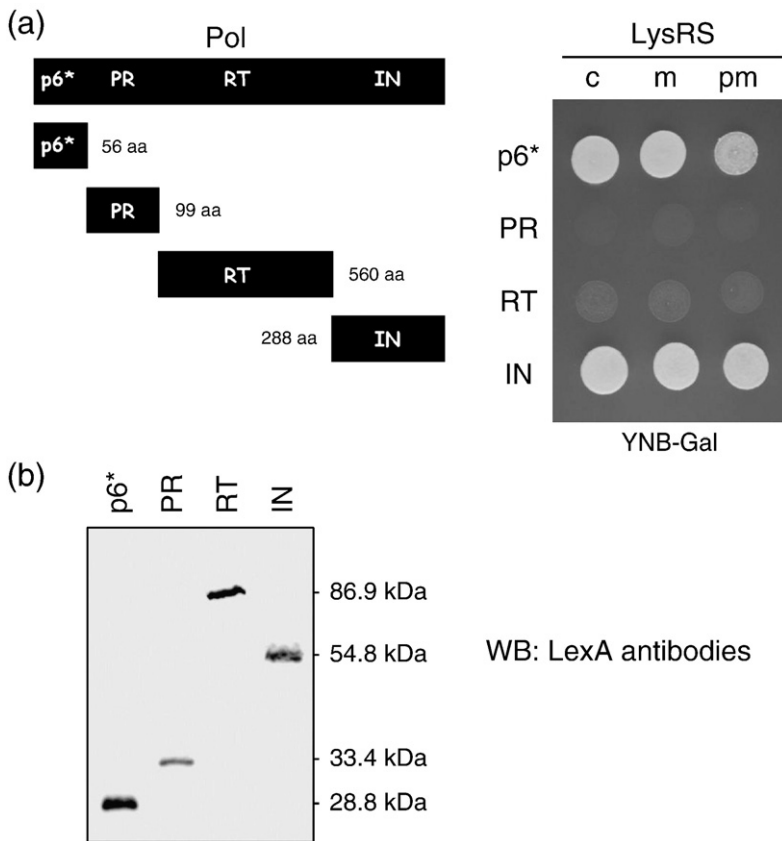 (a)
Pol
p6* PR RT IN
p6* 56 aa
PR 99 aa
RT 560 aa
288 aa IN
LysRS
c m pm
p6*
PR
RT
IN
YNB-Gal
(b)
p6* PR RT IN
86.9 kDa
54.8 kDa
33.4 kDa
28.8 kDa
WB: LexA antibodies